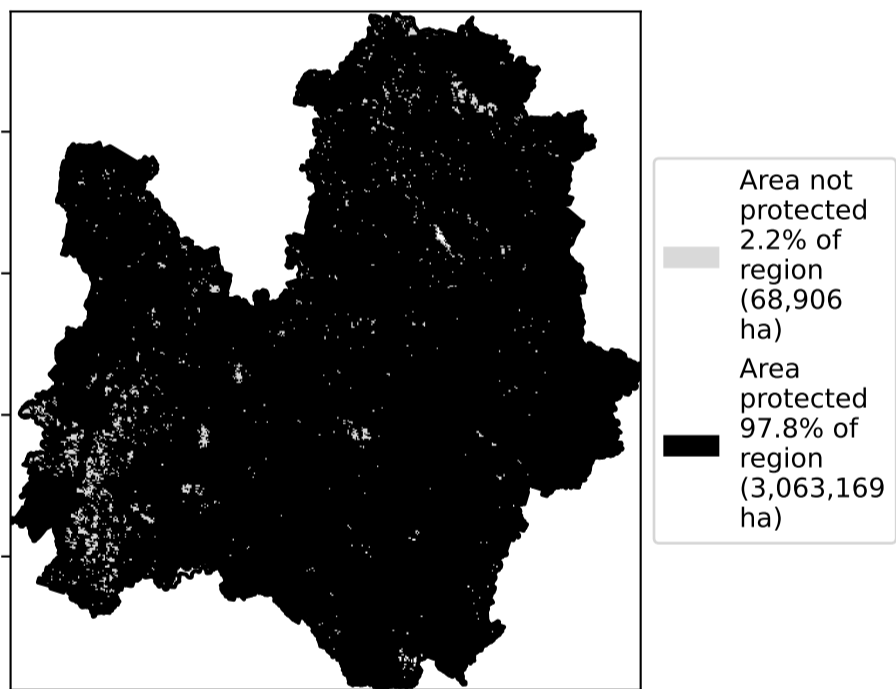 Area not
protected
2.2% of
region
(68,906
ha)
Area
protected
97.8% of
region
(3,063,169
ha)